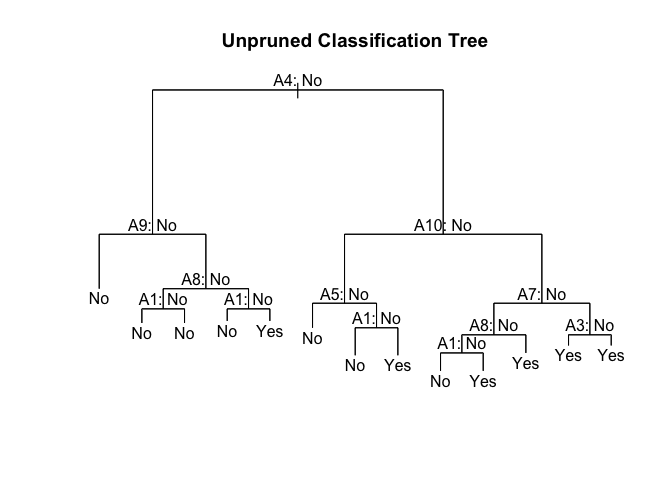 Unpruned Classification Tree
A4: No
A9: No
A10: No
A8: No
No
A1: No
A1: No
A5: No
A7: No
No
No
No
Yes
No
A1: No
A8: No
A3: No
A1: No
No
Yes
Yes
Yes
Yes
No
Yes